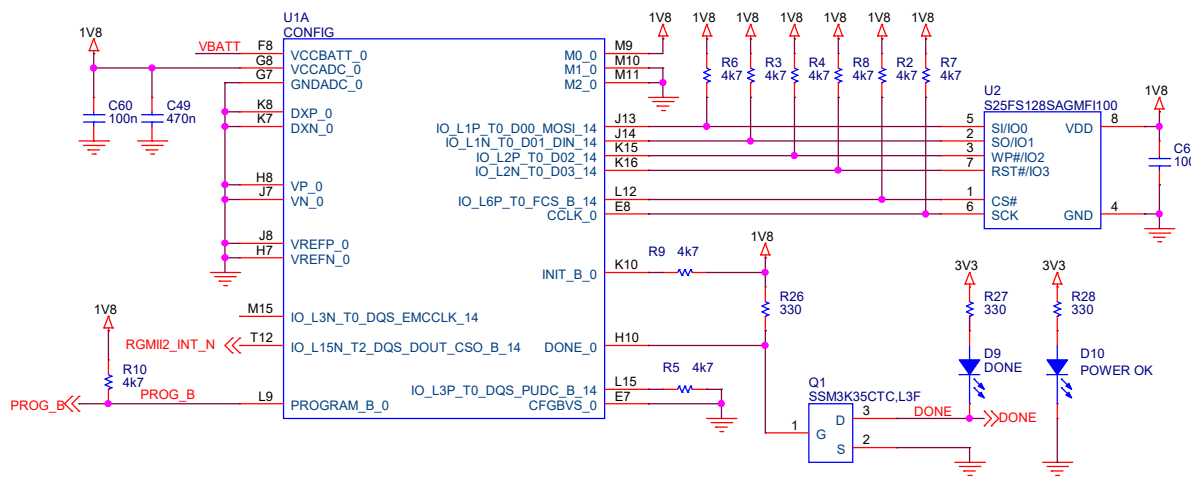 U1A
CONFIG
1V8
VBATT
F8
VCCBATT_0
G8
VCCADC_0
G7
GNDADC_0
C60
100n
C49
470n
K8
DXP_0
K7
DXN_0
H8
VP_0
J7
VN_0
J8
VREFP_0
H7
VREFN_0
M15
IO_L3N_T0_DQS_EMCCLK_14
RGMII2_INT_N
T12
IO_L15N_T2_DQS_DOUT_CSO_B_14
1V8
R10
4k7
PROG_B
PROG_B
L9
PROGRAM_B_0
M0_0
M9
M1_0
M10
M2_0
M11
IO_L1P_T0_D00_MOSI_14
J13
IO_L1N_T0_D01_DIN_14
J14
IO_L2P_T0_D02_14
K15
IO_L2N_T0_D03_14
K16
IO_L6P_T0_FCS_B_14
L12
CCLK_0
E8
INIT_B_0
K10
DONE_0
H10
IO_L3P_T0_DQS_PUDC_B_14
L15
CFGBVS_0
E7
1V8
1V8
1V8
1V8
1V8
1V8
1V8
R6
4k7
R3
4k7
R4
4k7
R8
4k7
R2
4k7
R7
4k7
U2
S25FS128SAGMFI100
5
SI/IO0
2
SO/IO1
3
WP#/IO2
7
RST#/IO3
1
CS#
6
SCK
VDD
8
GND
4
1V8
C6
100
R9 4k7
1V8
R26
330
R5 4k7
Q1
SSM3K35CTC,L3F
1
G
D
3
S
2
DONE
DONE
3V3
R27
330
D9
DONE
3V3
R28
330
D10
POWER OK